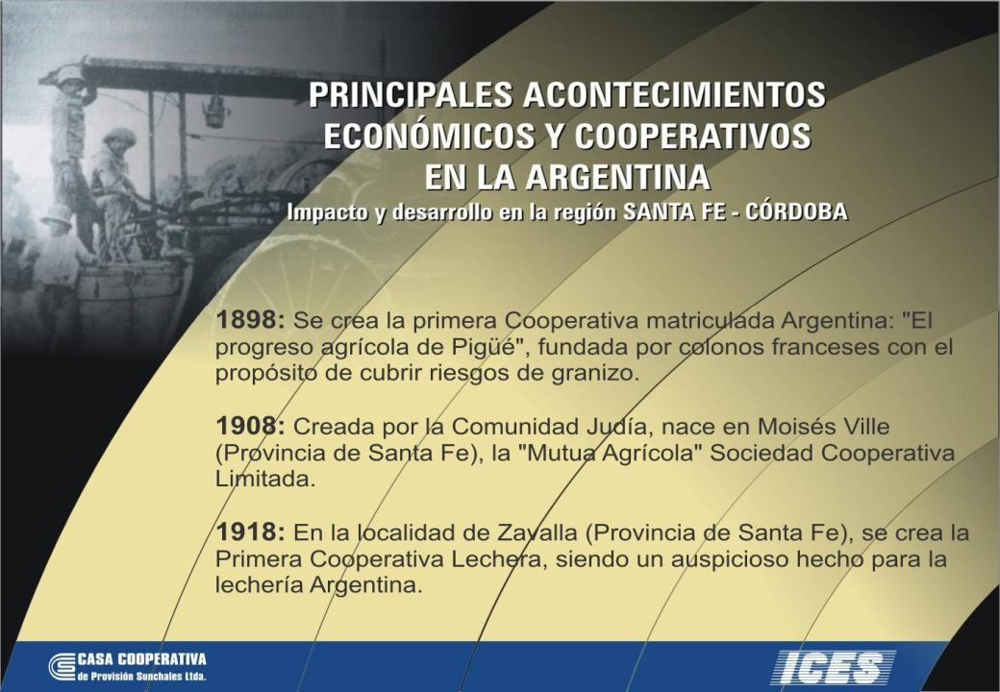 PRINCIPALES ACONTECIMIENTOS
ECONÓMICOS Y COOPERATIVOS
EN LA ARGENTINA
Impacto y desarrollo en la región SANTA FE - CÓRDOBA
1898: Se crea la primera Cooperativa matriculada Argentina: "El
progreso agrícola de Pigüé", fundada por colonos franceses con el
propósito de cubrir riesgos de granizo.
1908: Creada por la Comunidad Judía, nace en Moisés Ville
(Provincia de Santa Fe), la "Mutua Agrícola" Sociedad Cooperativa
Limitada.
1918: En la localidad de Zavalla (Provincia de Santa Fe), se crea la
Primera Cooperativa Lechera, siendo un auspicioso hecho para la
lechería Argentina.
CASA COOPERATIVA
de Provisión Sunchales Ltda.
ICES